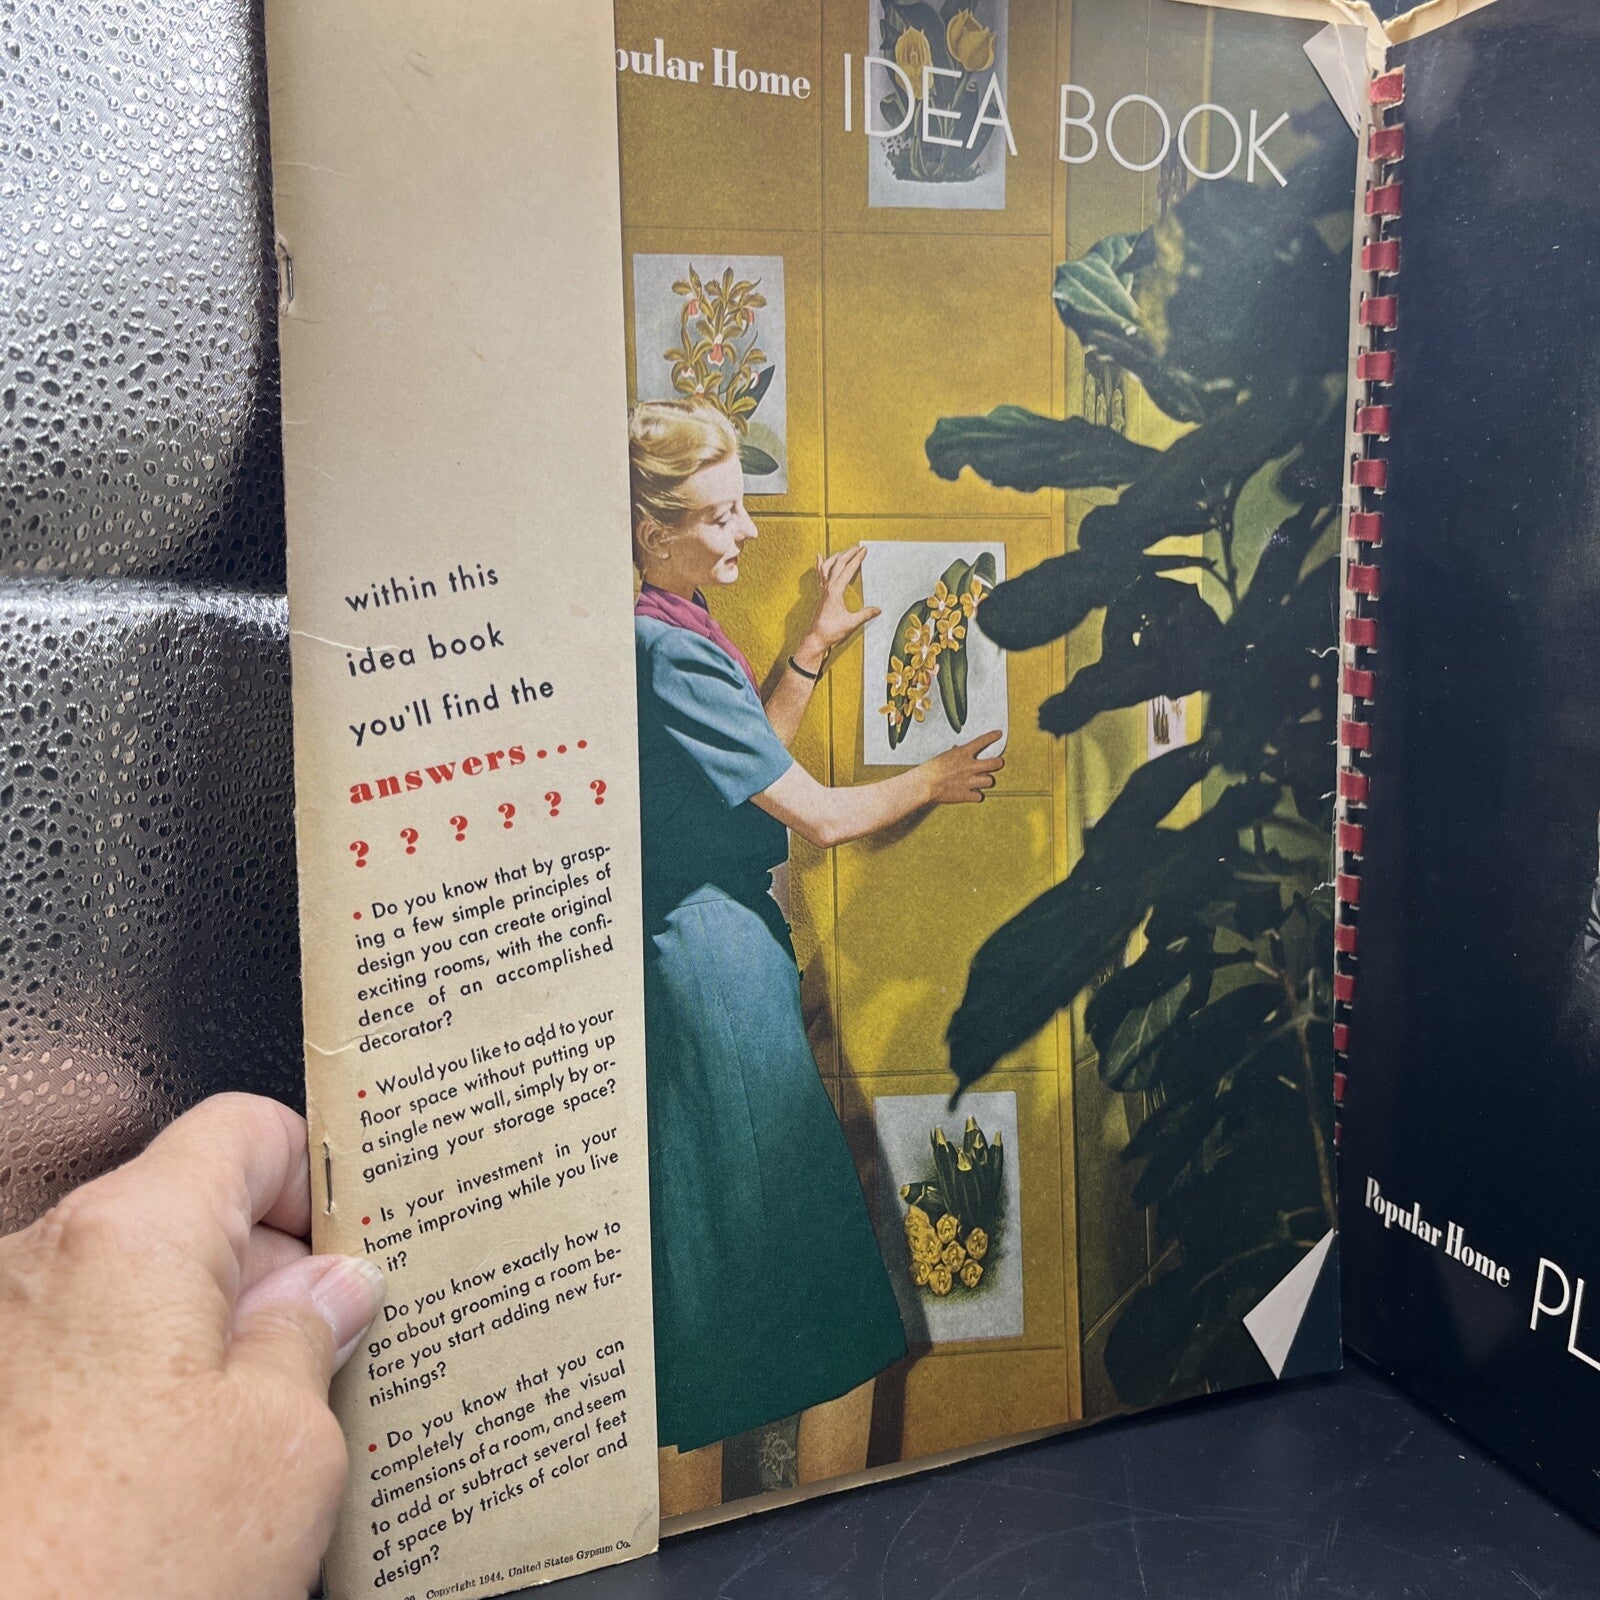 pular Home IDEA BOOK
within this
idea book
you'll find the
answers...
? ? ? ? ? ?
• Do you know that by grasp-
ing a few simple principles of
design you can create original
exciting rooms, with the confi-
dence of an accomplished
decorator?
• Would you like to add to your
floor space without putting up
a single new wall, simply by or-
ganizing your storage space?
• Is your investment in your
home improving while you live
it?
Do you know exactly how to
go about grooming a room be-
fore you start adding new fur-
nishings?
• Do you know that you can
completely change the visual
dimensions of a room, and seem
to add or subtract several feet
of space by tricks of color and
design?
Copyright 1944, United States Gypsum Co.
Popular Home PL